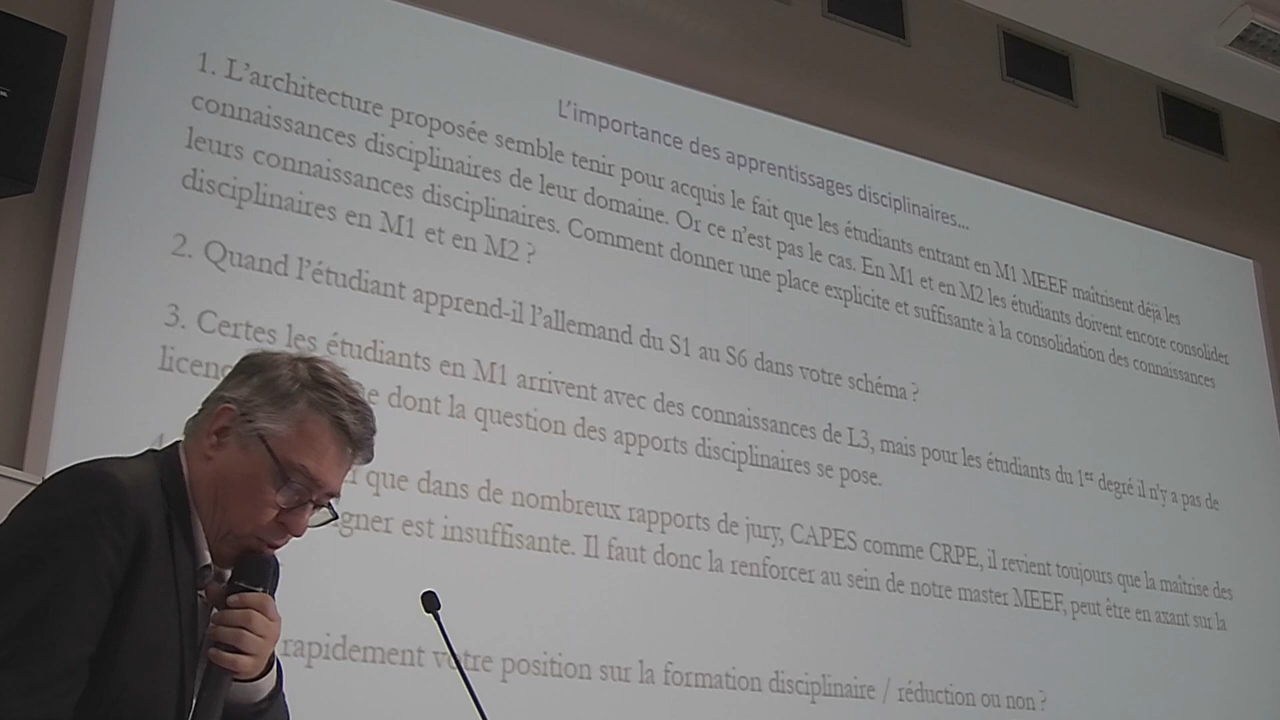 L'importance des apprentissages disciplinaires...
1. L'architecture proposée semble tenir pour acquis le fait que les étudiants entrant en M1 MEEF maîtrisent déjà les
connaissances disciplinaires de leur domaine. Or ce n'est pas le cas. En M1 et en M2 les étudiants doivent encore consolider
leurs connaissances disciplinaires. Comment donner une place explicite et suffisante à la consolidation des connaissances
disciplinaires en M1 et en M2 ?
2. Quand l'étudiant apprend-il l'allemand du S1 au S6 dans votre schéma ?
3. Certes les étudiants en M1 arrivent avec des connaissances de L3, mais pour les étudiants du 1er degré il n'y a pas de
dont la question des apports disciplinaires se pose.
que dans de nombreux rapports de jury, CAPES comme CRPE, il revient toujours que la maîtrise des
est insuffisante. Il faut donc la renforcer au sein de notre master MEEF, peut être en axant sur la
rapidement votre position sur la formation disciplinaire / réduction ou non ?